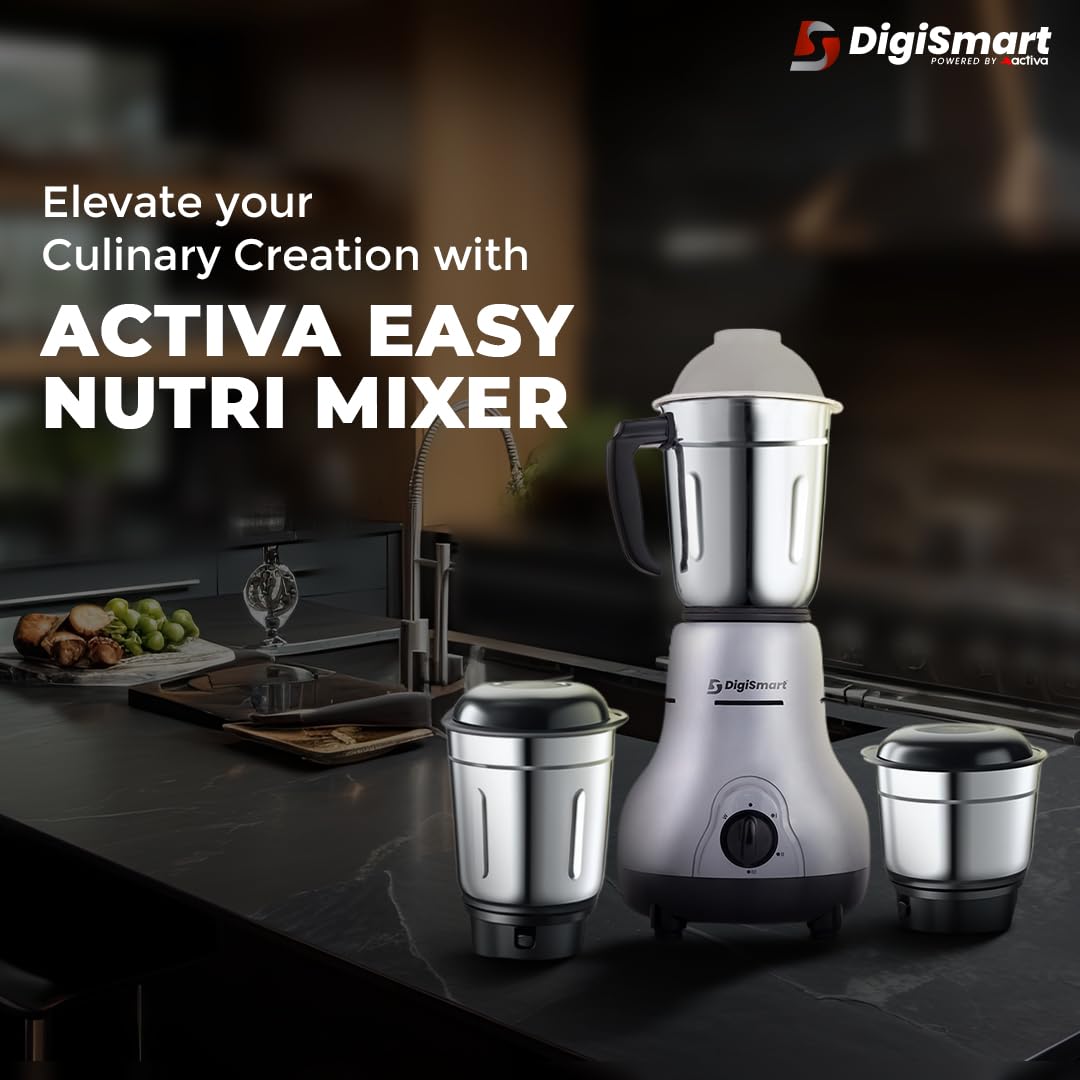 DigiSmart
POWERED BY activa
Elevate your
Culinary Creation with
ACTIVA EASY
NUTRI MIXER
DigiSmart